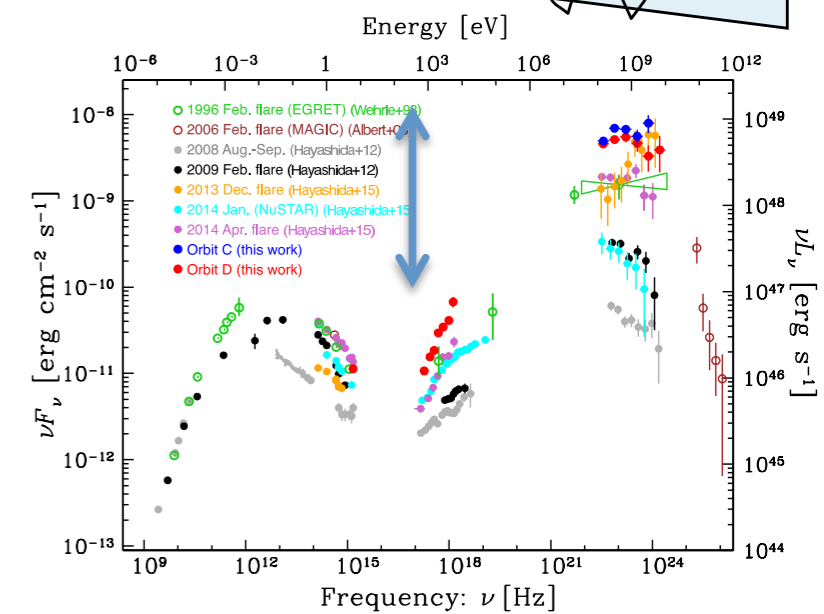 Energy [eV]
10⁻⁶ 10⁻³ 1 10³ 10⁶ 10⁹ 10¹²
10⁻⁸
10⁻⁹
10⁻¹⁰
10⁻¹¹
10⁻¹²
10⁻¹³
νFν [erg cm⁻² s⁻¹]
1996 Feb. flare (EGRET)
2006 Feb. flare (MAGIC)
2008 Aug.-Sep. (Hayashida+12)
2009 Feb. flare (Hayashida+12)
2013 Dec. flare (Hayashida+15)
2014 Jan. (NuSTAR) (Hayashida+15
2014 Apr. flare (Hayashida+15)
Orbit C (this work)
Orbit D (this work)
10⁴⁹
10⁴⁸
10⁴⁷
10⁴⁶
10⁴⁵
10⁴⁴
νLν [erg s⁻¹]
10⁹ 10¹² 10¹⁵ 10¹⁸ 10²¹ 10²⁴
Frequency: ν [Hz]